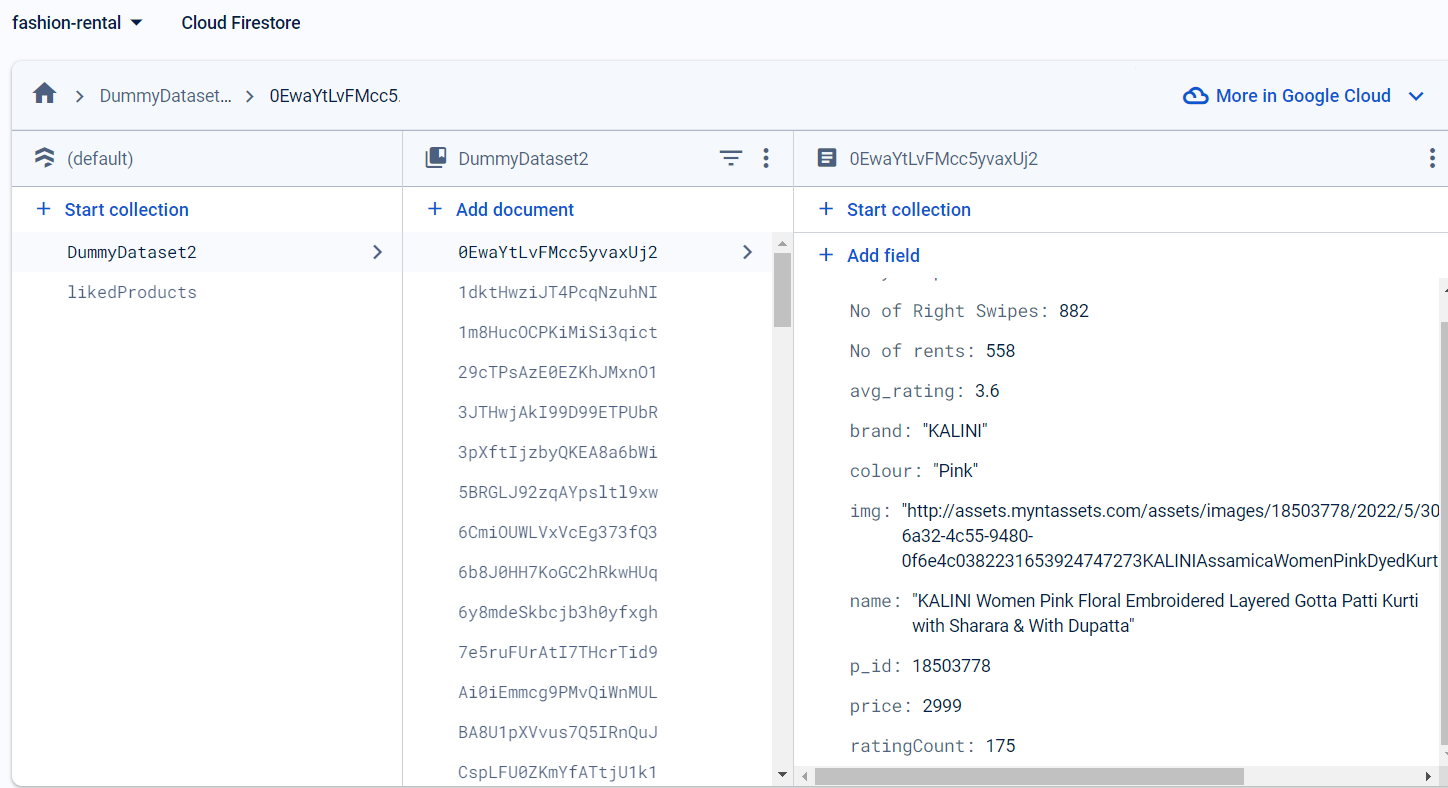 fashion-rental
Cloud Firestore
DummyDataset...
0EwaYtLvFMcc5.
More in Google Cloud
(default)
DummyDataset2
0EwaYtLvFMcc5yvaxUj2
+ Start collection
+ Add document
+ Start collection
DummyDataset2
likedProducts
0EwaYtLvFMcc5yvaxUj2
1dktHwziJT4PcqNzuhNI
1m8HucOCPKiMiSi3qict
29cTPsAzE0EZKhJMxnO1
3JTHwjAkI99D99ETPUbR
3pXftIjzbyQKEA8a6bWi
5BRGLJ92zqAYpsltl9xw
6CmiOUWLVxVcEg373fQ3
6b8J0HH7KoGC2hRkwHUq
6y8mdeSkbcjb3h0yfxgh
7e5ruFUrAtI7THcrTid9
Ai0iEmmcg9PMvQiWnMUL
BA8U1pXVvus7Q5IRnQuJ
CspLFU0ZKmYfATtjU1k1
+ Add field
No of Right Swipes: 882
No of rents: 558
avg_rating: 3.6
brand: "KALINI"
colour: "Pink"
img: "http://assets.myntassets.com/assets/images/18503778/2022/5/30
6a32-4c55-9480-
0f6e4c0382231653924747273KALINIAssamicaWomenPinkDyedKurt
name: "KALINI Women Pink Floral Embroidered Layered Gotta Patti Kurti
with Sharara & With Dupatta"
p_id: 18503778
price: 2999
ratingCount: 175